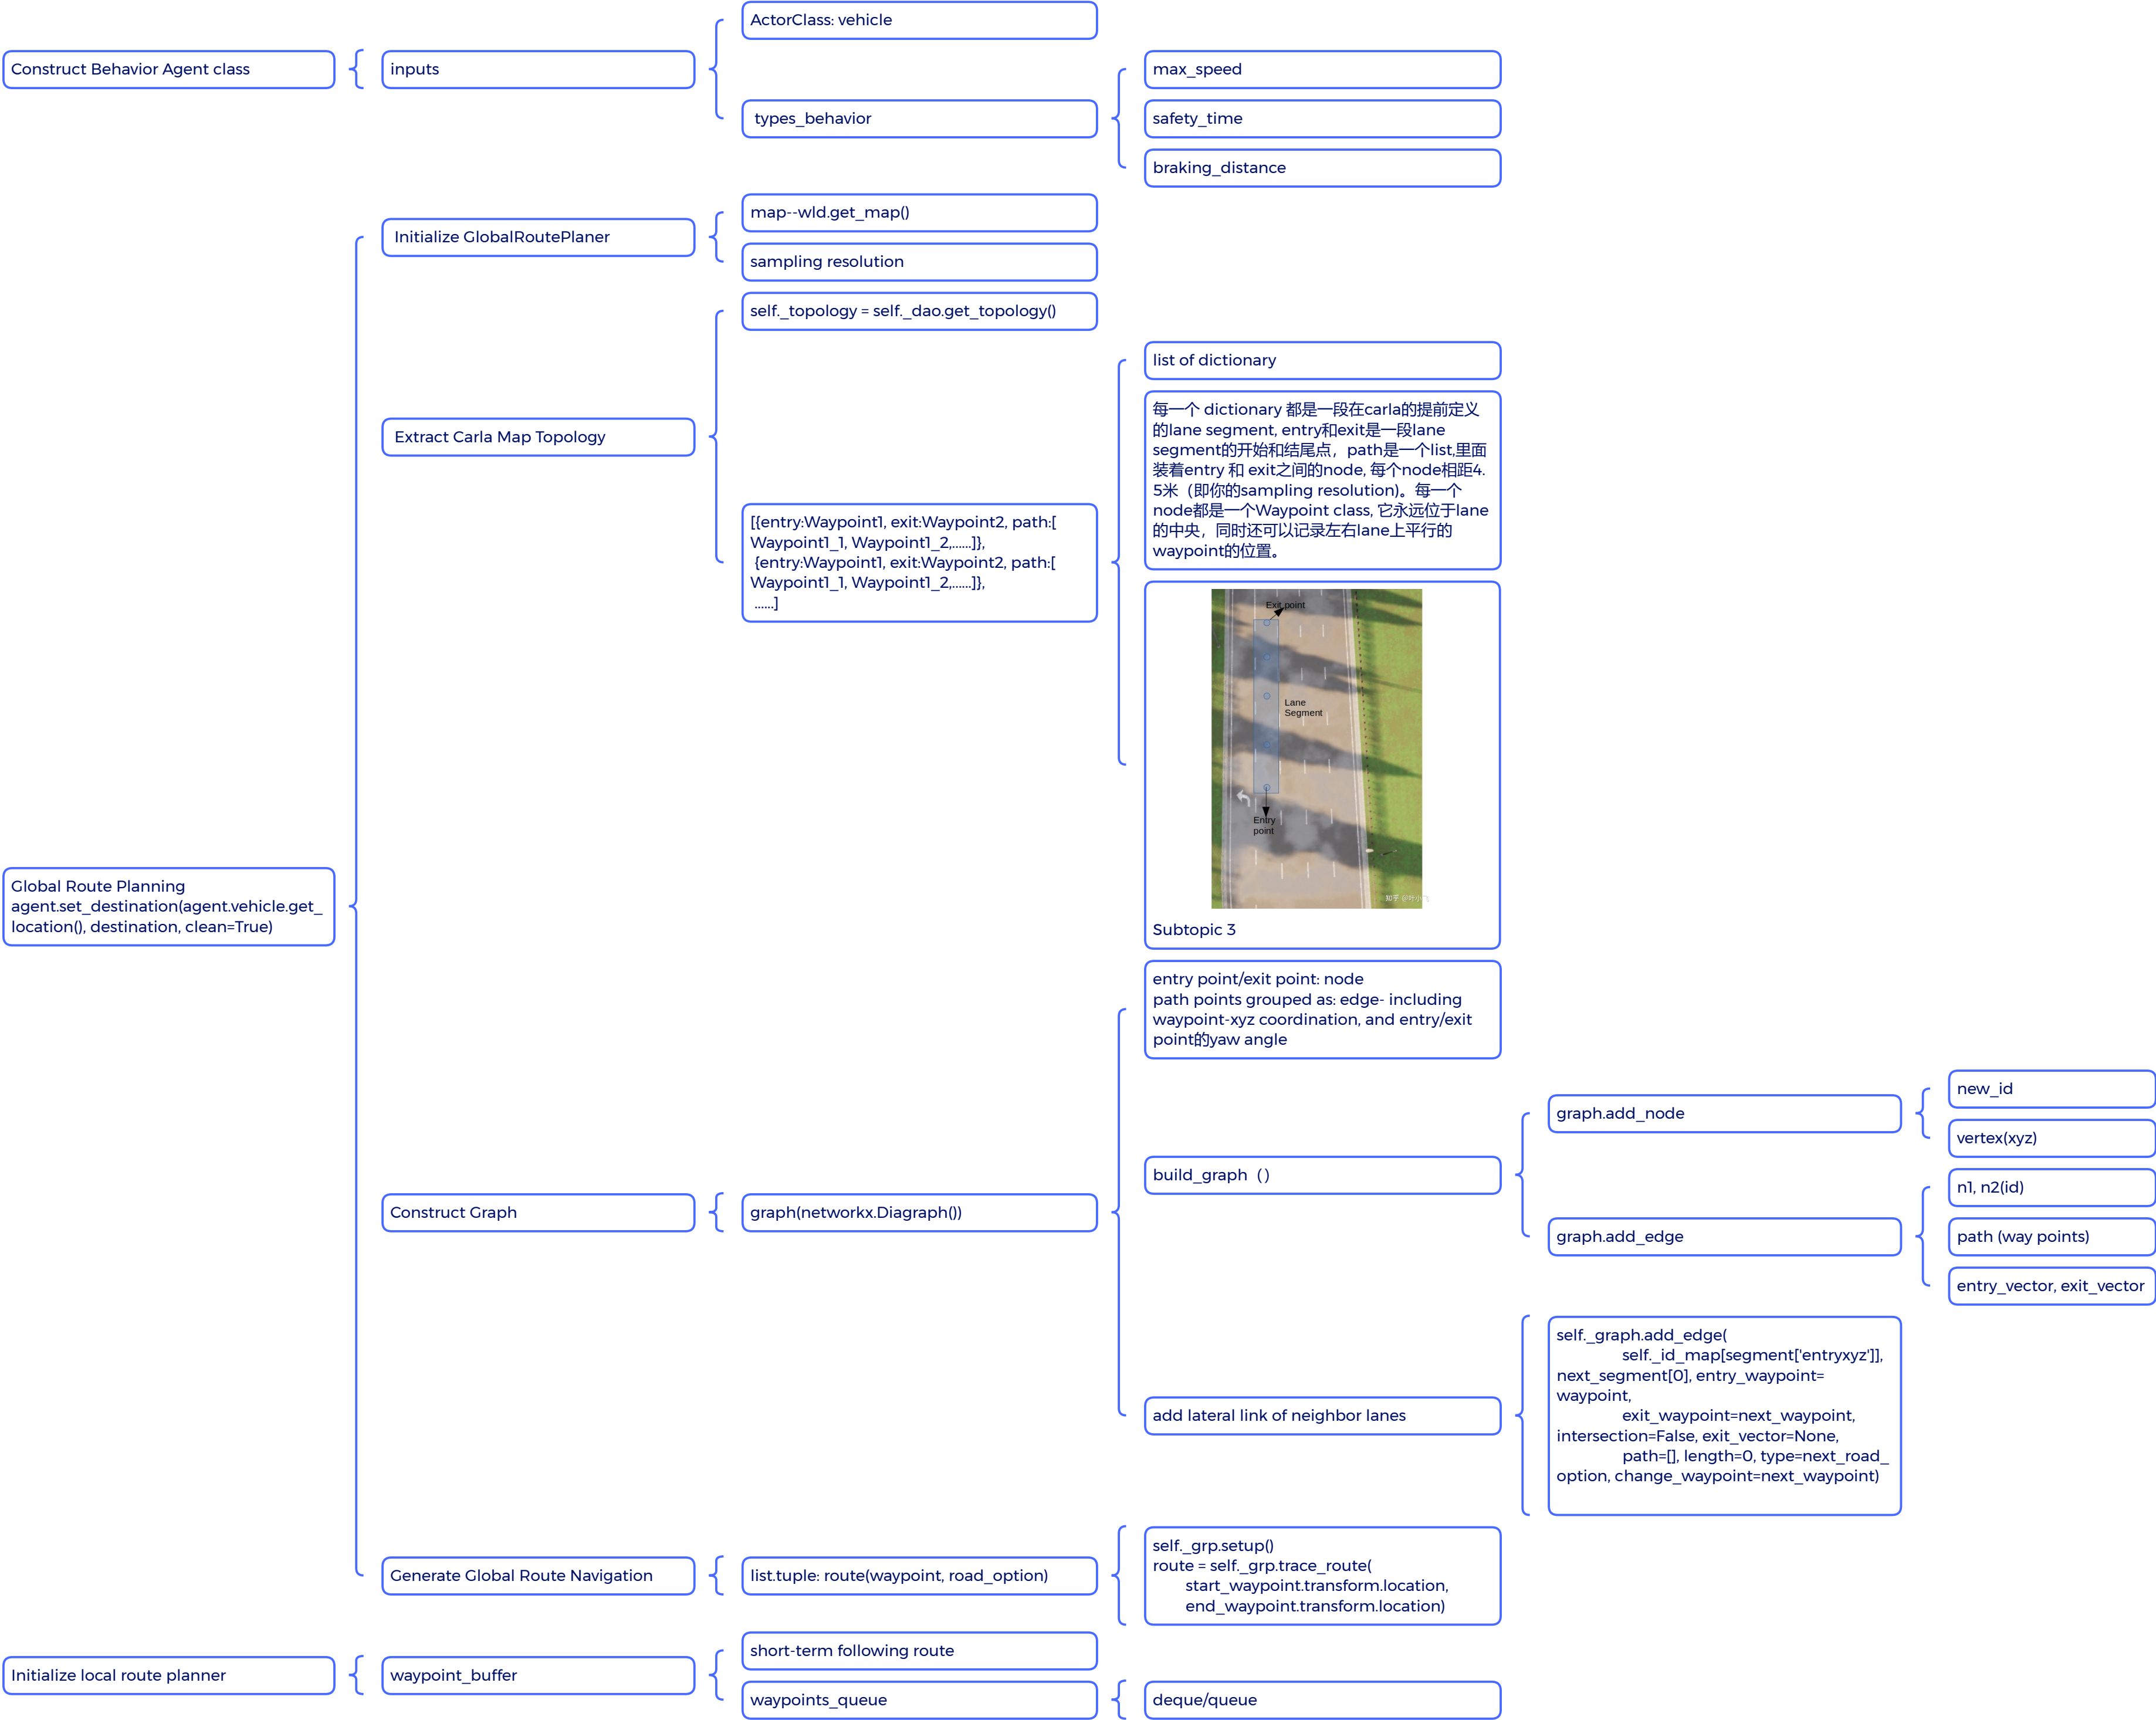 Construct Behavior Agent class
inputs
ActorClass: vehicle
types_behavior
max_speed
safety_time
braking_distance
Global Route Planning
agent.set_destination(agent.vehicle.get_
location(), destination, clean=True)
Initialize GlobalRoutePlaner
map--wld.get_map()
sampling resolution
Extract Carla Map Topology
self._topology = self._dao.get_topology()
[{entry:Waypoint1, exit:Waypoint2, path:[
Waypoint1_1, Waypoint1_2,......]},
{entry:Waypoint1, exit:Waypoint2, path:[
Waypoint1_1, Waypoint1_2,......]},
......]
list of dictionary
每一个 dictionary 都是一段在carla的提前定义
的lane segment, entry和exit是一段lane
segment的开始和结尾点，path是一个list,里面
装着entry 和 exit之间的node, 每个node相距4.
5米（即你的sampling resolution)。每一个
node都是一个Waypoint class, 它永远位于lane
的中央，同时还可以记录左右lane上平行的
waypoint的位置。
Exit point
Lane
Segment
Entry
point
Subtopic 3
Construct Graph
graph(networkx.Diagraph())
entry point/exit point: node
path points grouped as: edge- including
waypoint-xyz coordination, and entry/exit
point的yaw angle
build_graph（）
graph.add_node
new_id
vertex(xyz)
graph.add_edge
n1, n2(id)
path (way points)
entry_vector, exit_vector
add lateral link of neighbor lanes
self._graph.add_edge(
self._id_map[segment['entryxyz']],
next_segment[0], entry_waypoint=
waypoint,
exit_waypoint=next_waypoint,
intersection=False, exit_vector=None,
path=[], length=0, type=next_road_
option, change_waypoint=next_waypoint)
Generate Global Route Navigation
list.tuple: route(waypoint, road_option)
self._grp.setup()
route = self._grp.trace_route(
start_waypoint.transform.location,
end_waypoint.transform.location)
Initialize local route planner
waypoint_buffer
short-term following route
waypoints_queue
deque/queue